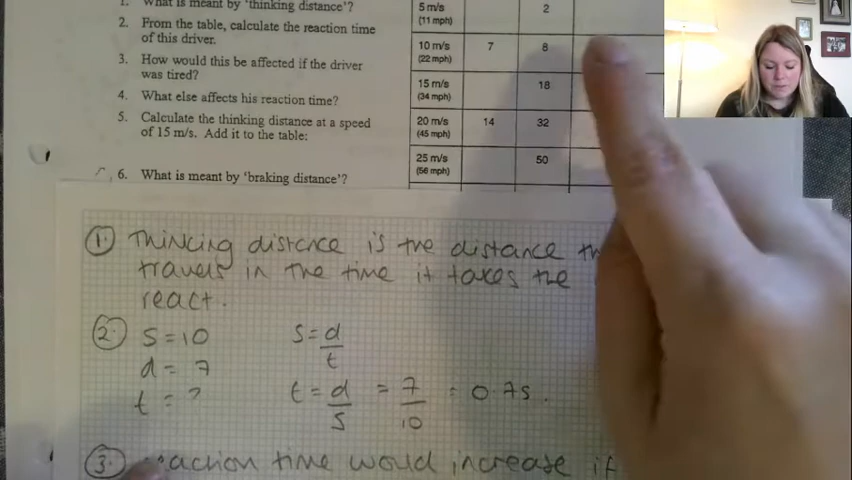 1. What is meant by 'thinking distance'?
2. From the table, calculate the reaction time
of this driver.
3. How would this be affected if the driver
was tired?
4. What else affects his reaction time?
5. Calculate the thinking distance at a speed
of 15 m/s. Add it to the table:
6. What is meant by 'braking distance'?
5 m/s
(11 mph)
2
10 m/s
(22 mph)
7
8
15 m/s
(34 mph)
18
20 m/s
(45 mph)
14
32
25 m/s
(56 mph)
50
1. Thinking distance is the distance
travels in the time it takes the
react.
2. s = 10
d = 7
t = ?
s = d/t
t = d/s = 7/10 = 0.7s.
3. reaction time would increase if